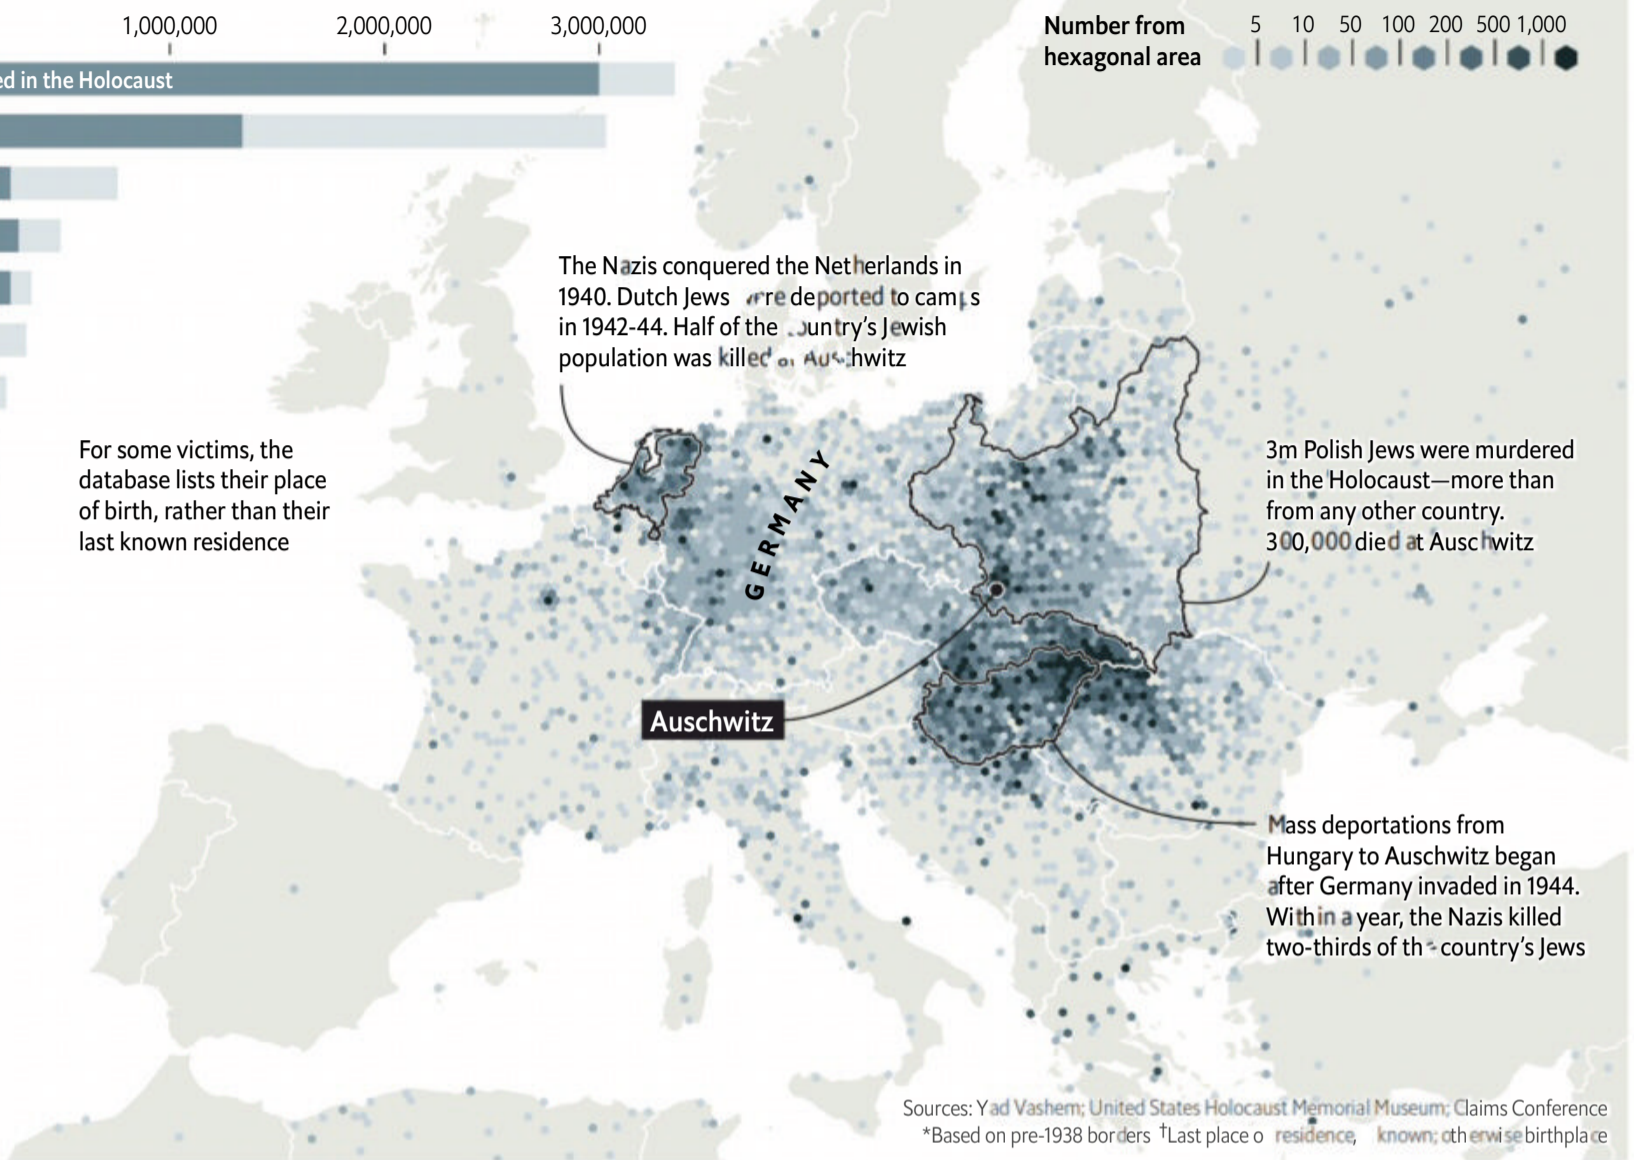 1,000,000 2,000,000 3,000,000
ed in the Holocaust
Number from
hexagonal area
5 10 50 100 200 500 1,000
The Nazis conquered the Netherlands in
1940. Dutch Jews deported to camps
in 1942-44. Half of the country's Jewish
population was killed Auschwitz
For some victims, the
database lists their place
of birth, rather than their
last known residence
GERMANY
3m Polish Jews were murdered
in the Holocaust—more than
from any other country.
300,000 died at Auschwitz
Auschwitz
Mass deportations from
Hungary to Auschwitz began
after Germany invaded in 1944.
Within a year, the Nazis killed
two-thirds of the country's Jews
Sources: Yad Vashem; United States Holocaust Memorial Museum; Claims Conference
*Based on pre-1938 borders †Last place o residence, known; otherwise birthplace